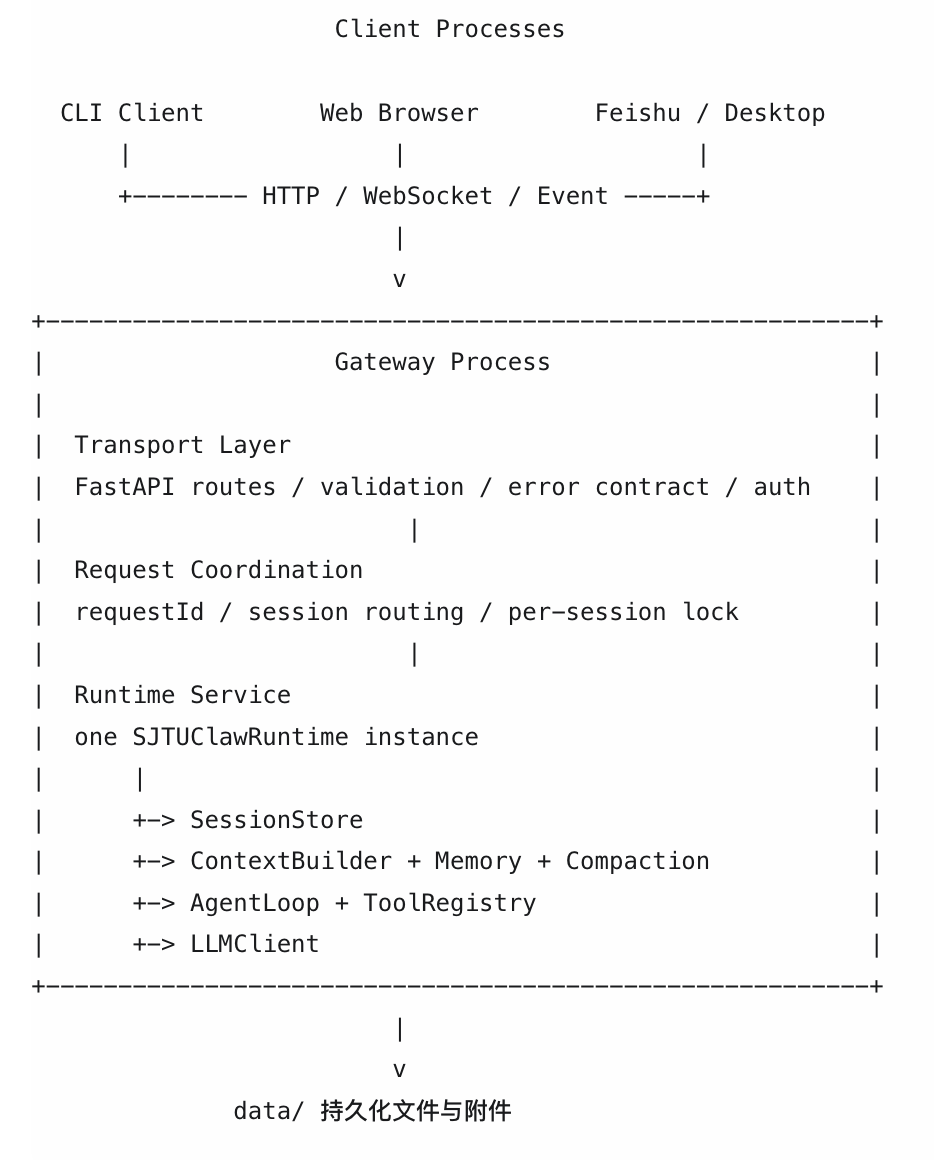 Client Processes
CLI Client        Web Browser        Feishu / Desktop
|                  |                    |
+-------- HTTP / WebSocket / Event -----+
|
v
+---------------------------------------------------------+
|                    Gateway Process                      |
|                                                         |
|  Transport Layer                                        |
|  FastAPI routes / validation / error contract / auth    |
|                         |                               |
|  Request Coordination                                   |
|  requestId / session routing / per-session lock         |
|                         |                               |
|  Runtime Service                                        |
|  one SJTUClawRuntime instance                           |
|      |                                                  |
|      +-> SessionStore                                   |
|      +-> ContextBuilder + Memory + Compaction           |
|      +-> AgentLoop + ToolRegistry                       |
|      +-> LLMClient                                      |
+---------------------------------------------------------+
|
v
data/ 持久化文件与附件